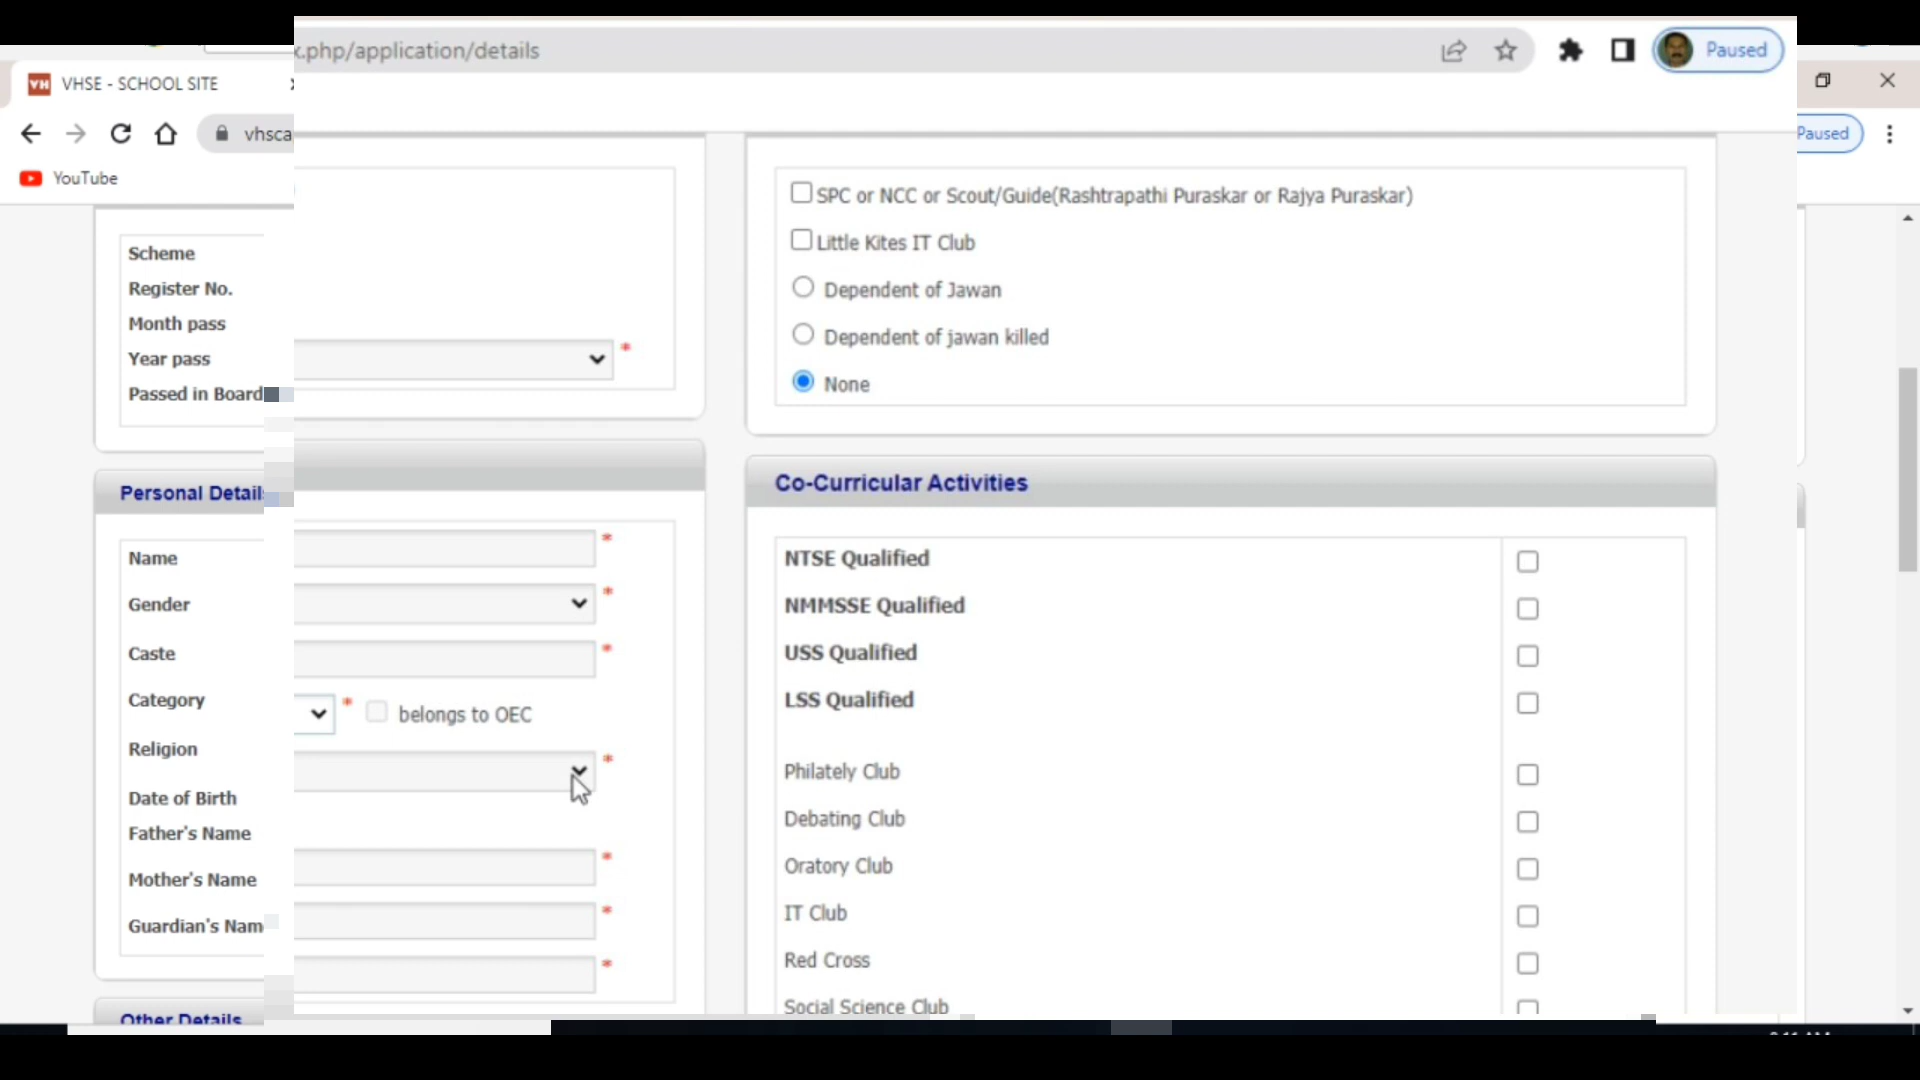 x.php/application/details
Paused
VHSE - SCHOOL SITE
vhsca
Paused
YouTube
Scheme
Register No.
Month pass
Year pass *
Passed in Board
Personal Detail
Name *
Gender *
Caste *
Category * belongs to OEC
Religion *
Date of Birth
Father's Name *
Mother's Name *
Guardian's Nam *
Other Details
SPC or NCC or Scout/Guide(Rashtrapathi Puraskar or Rajya Puraskar)
Little Kites IT Club
Dependent of Jawan
Dependent of jawan killed
None
Co-Curricular Activities
NTSE Qualified
NMMSSE Qualified
USS Qualified
LSS Qualified
Philately Club
Debating Club
Oratory Club
IT Club
Red Cross
Social Science Club